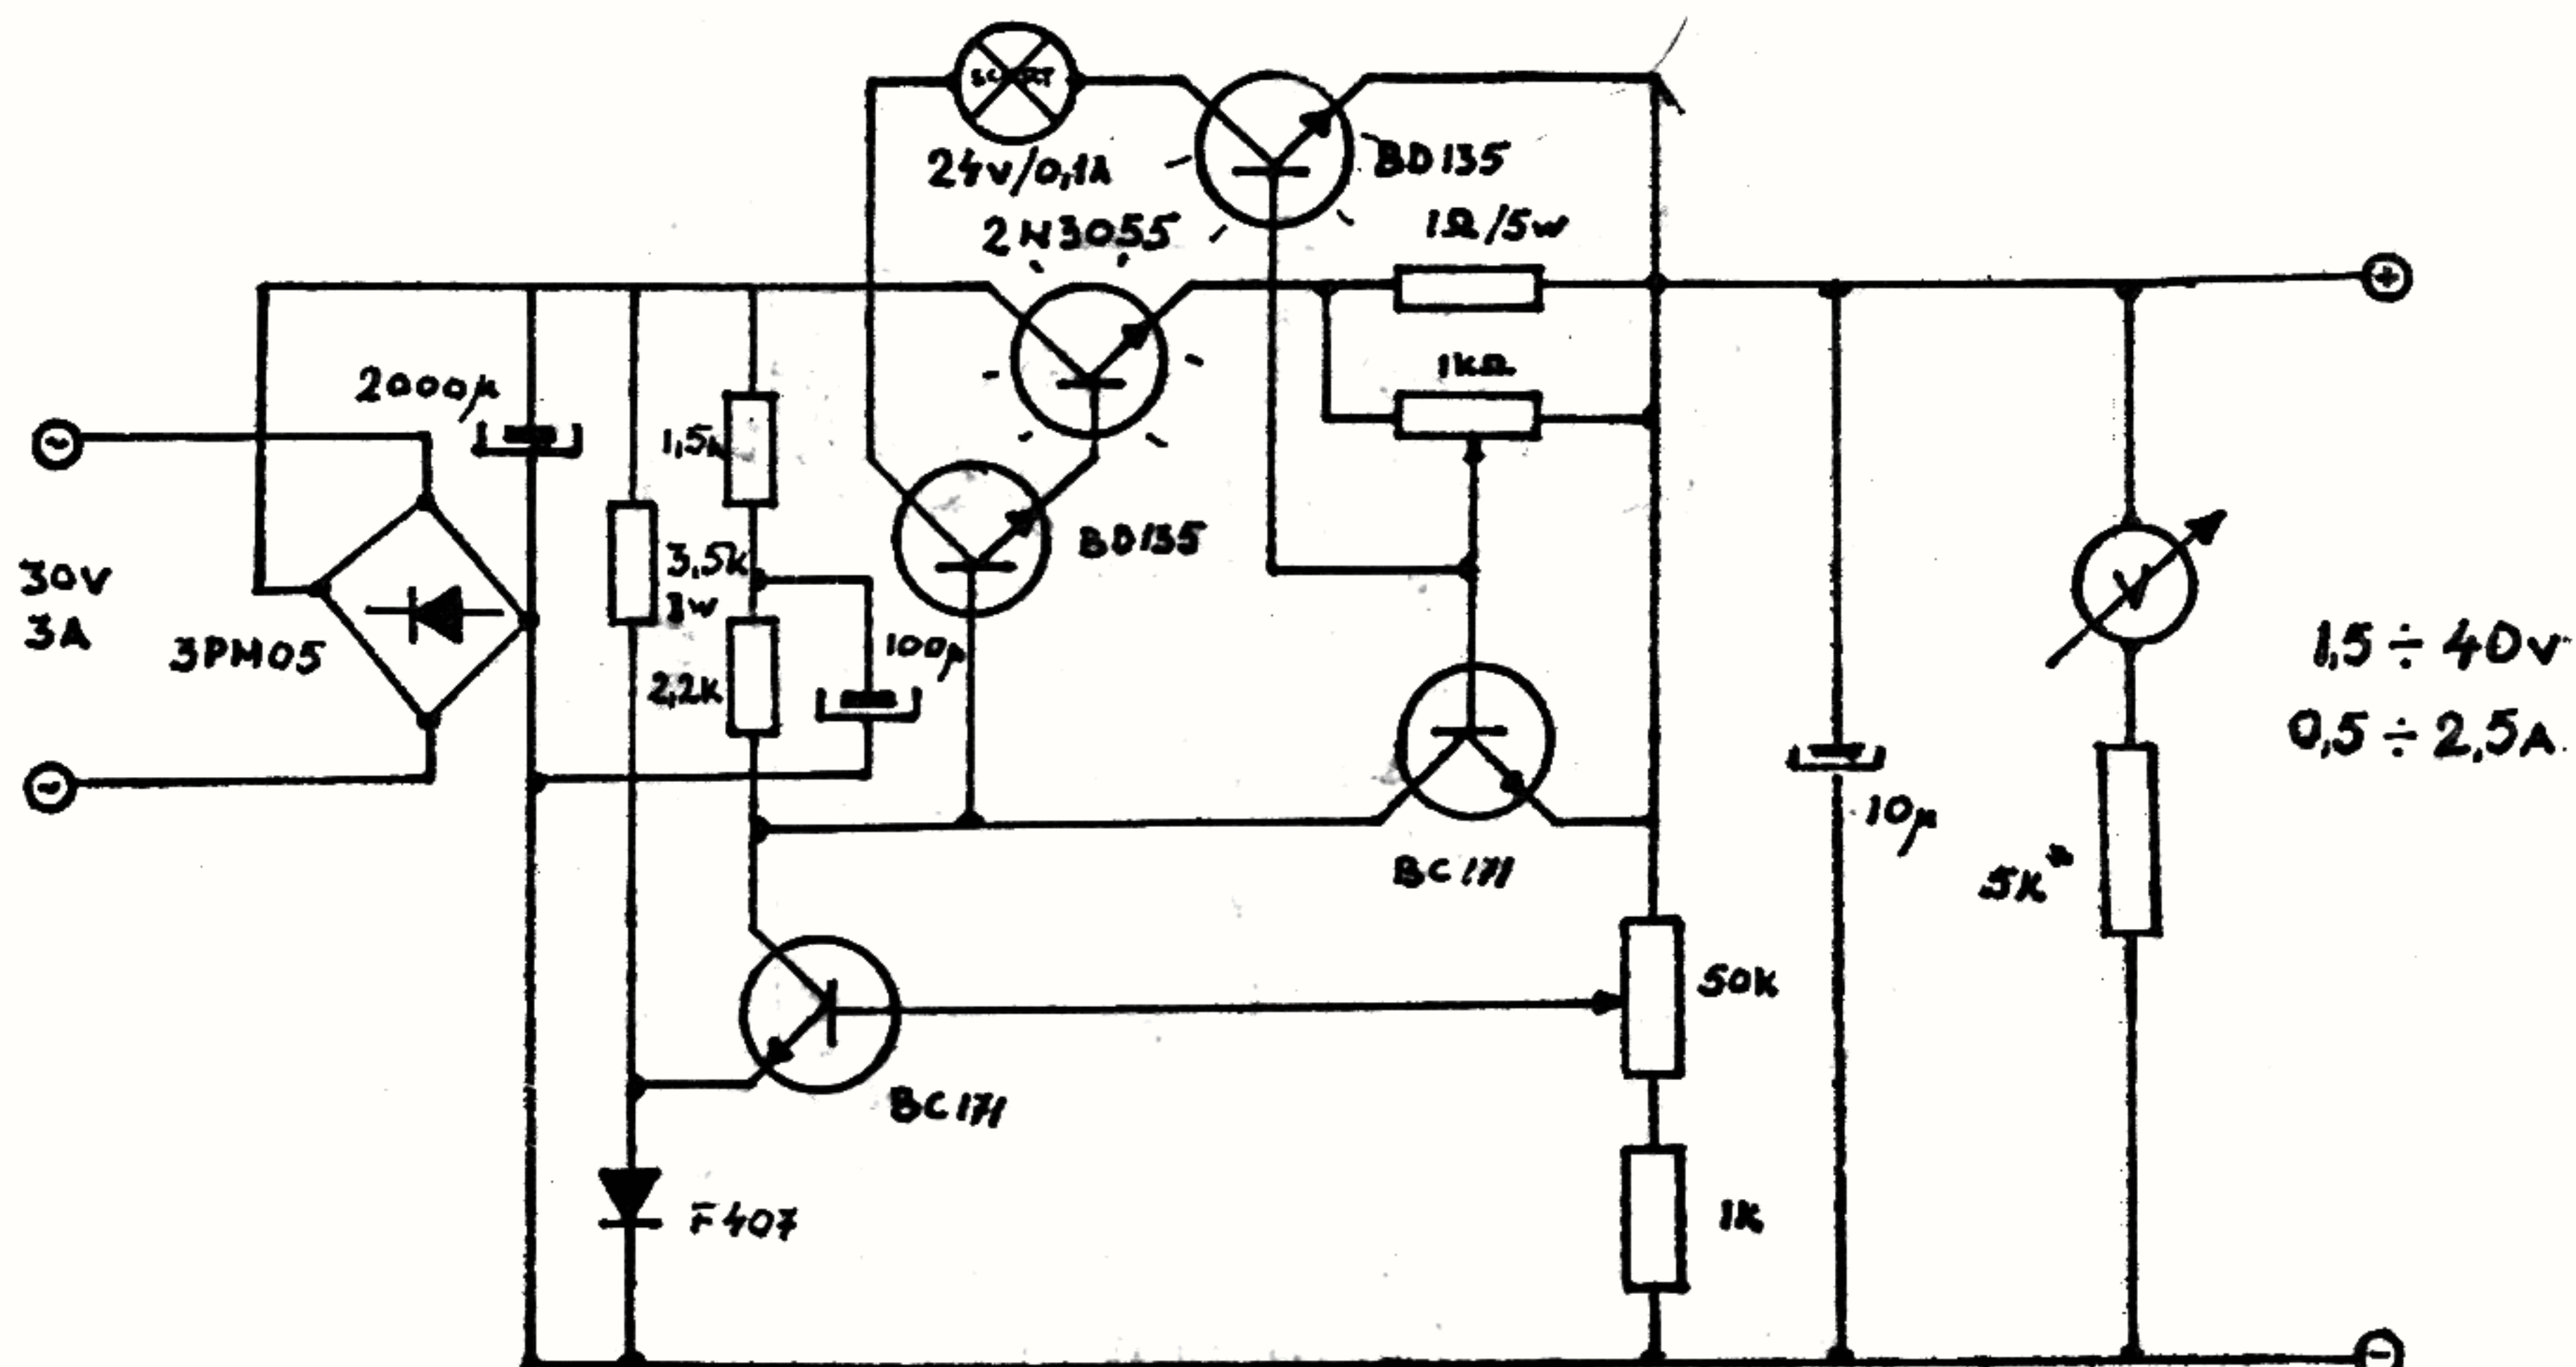 24v/0,1A
BD135
2N3055
1Ω/5w
2000μ
1,5k
1kΩ
BD135
30V
3A
3PM05
3,5k
2,2k
100μ
V
1,5 ÷ 40v
0,5 ÷ 2,5A
10μ
5k*
BC171
50k
BC171
F407
1k